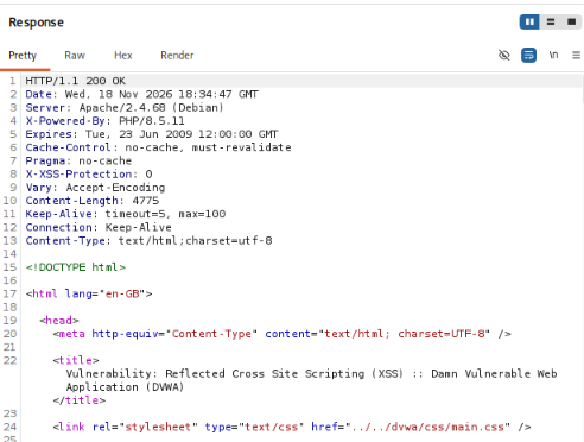 Response
Pretty Raw Hex Render \n
1 HTTP/1.1 200 OK
2 Date: Wed, 18 Nov 2026 18:34:47 GMT
3 Server: Apache/2.4.68 (Debian)
4 X-Powered-By: PHP/8.5.11
5 Expires: Tue, 23 Jun 2009 12:00:00 GMT
6 Cache-Control: no-cache, must-revalidate
7 Pragma: no-cache
8 X-XSS-Protection: 0
9 Vary: Accept-Encoding
10 Content-Length: 4775
11 Keep-Alive: timeout=5, max=100
12 Connection: Keep-Alive
13 Content-Type: text/html;charset=utf-8
14
15 <!DOCTYPE html>
16
17 <html lang="en-GB">
18
19 <head>
20 <meta http-equiv="Content-Type" content="text/html; charset=UTF-8" />
21
22 <title>
Vulnerability: Reflected Cross Site Scripting (XSS) :: Damn Vulnerable Web
Application (DVWA)
</title>
23
24 <link rel="stylesheet" type="text/css" href="../../dvwa/css/main.css" />
25